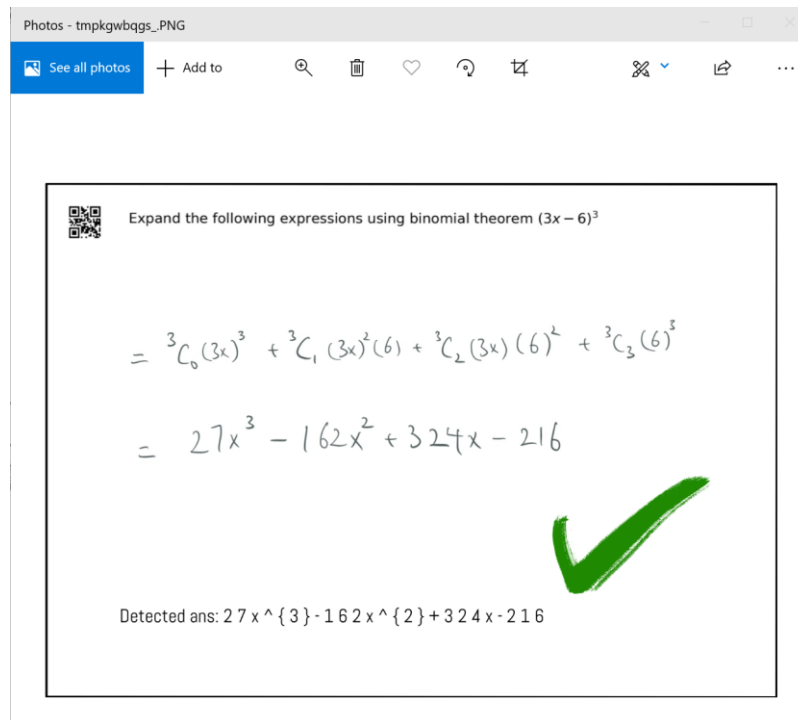 Photos - tmpkgwbqgs_.PNG
See all photos + Add to
Expand the following expressions using binomial theorem (3x − 6)³
= ³C₀(3x)³ + ³C₁(3x)²(6) + ³C₂(3x)(6)² + ³C₃(6)³
= 27x³ − 162x² + 324x − 216
Detected ans: 2 7 x ^ { 3 } - 1 6 2 x ^ { 2 } + 3 2 4 x - 2 1 6